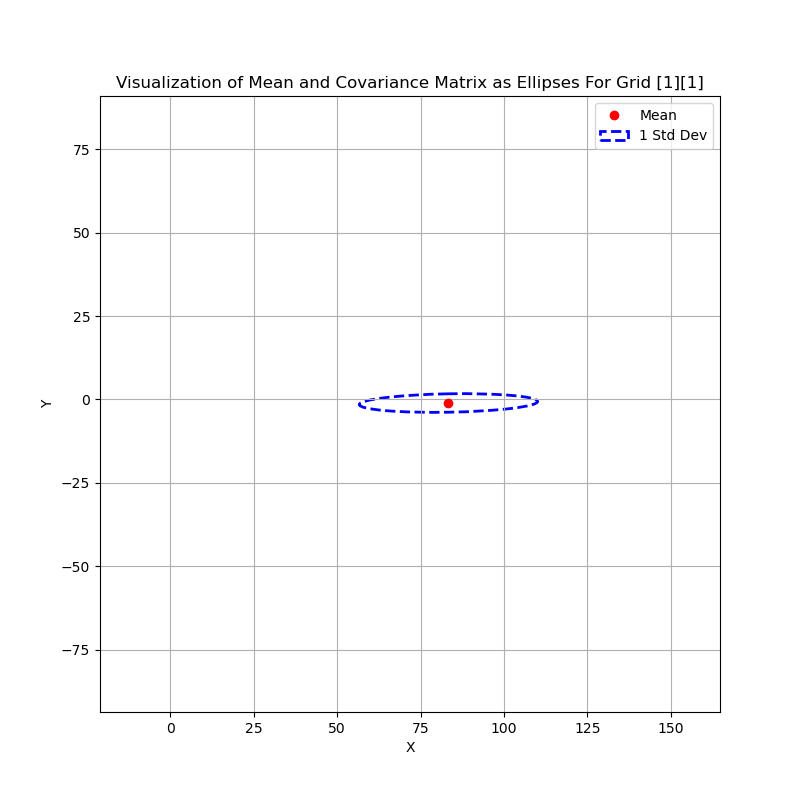 Visualization of Mean and Covariance Matrix as Ellipses For Grid [1][1]
Mean
1 Std Dev
75
50
25
0
−25
−50
−75
Y
0 25 50 75 100 125 150
X